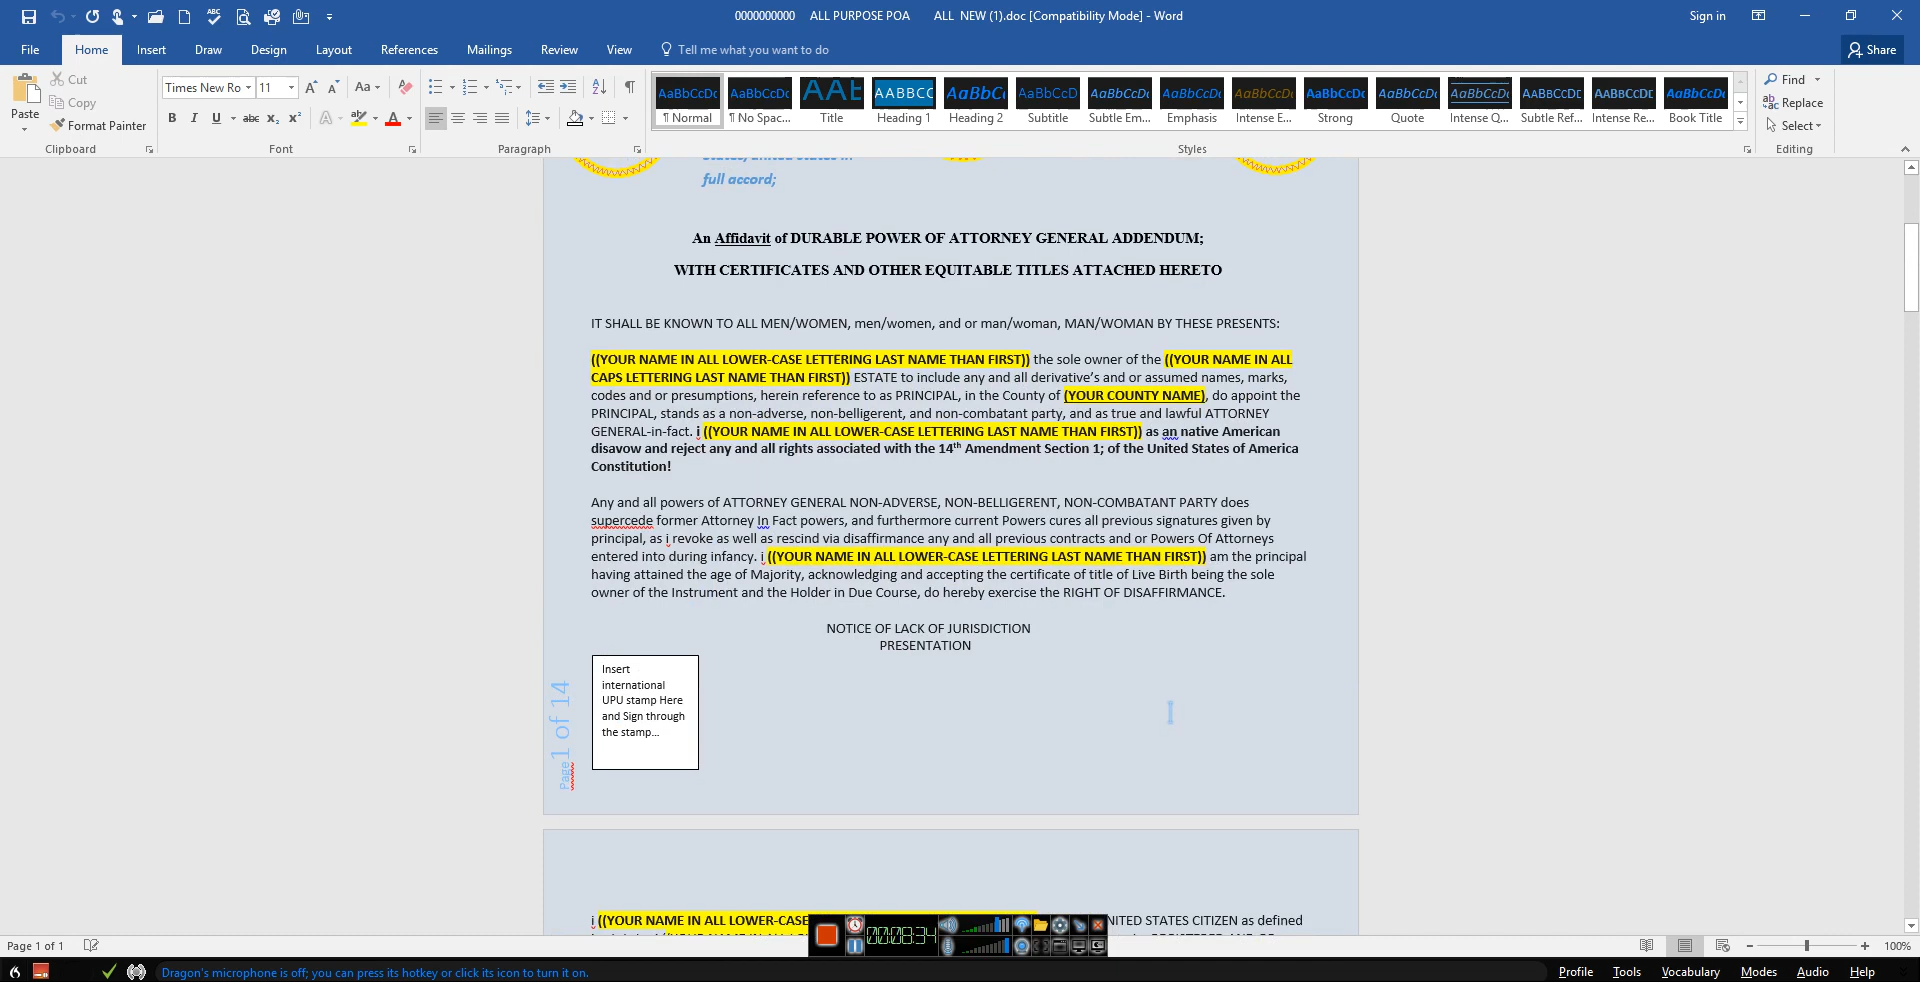 0000000000 ALL PURPOSE POA ALL NEW (1).doc [Compatibility Mode] - Word
Sign in
File Home Insert Draw Design Layout References Mailings Review View Tell me what you want to do
Share
Paste
Cut
Copy
Format Painter
Clipboard
Times New Ro 11
Font
Paragraph
AaBbCcDc AaBbCcDc AaB AABBCC AaBbC AaBbCcD AaBbCcDc AaBbCcDc AaBbCcDc AaBbCcDc AaBbCcDc AaBbCcDc AABBCCDD AABBCCDD AaBbCcDc
¶ Normal ¶ No Spac... Title Heading 1 Heading 2 Subtitle Subtle Em... Emphasis Intense E... Strong Quote Intense Q... Subtle Ref... Intense Re... Book Title
Styles
Find
Replace
Select
Editing
full accord;
An Affidavit of DURABLE POWER OF ATTORNEY GENERAL ADDENDUM;
WITH CERTIFICATES AND OTHER EQUITABLE TITLES ATTACHED HERETO
IT SHALL BE KNOWN TO ALL MEN/WOMEN, men/women, and or man/woman, MAN/WOMAN BY THESE PRESENTS:
((YOUR NAME IN ALL LOWER-CASE LETTERING LAST NAME THAN FIRST)) the sole owner of the ((YOUR NAME IN ALL
CAPS LETTERING LAST NAME THAN FIRST)) ESTATE to include any and all derivative's and or assumed names, marks,
codes and or presumptions, herein reference to as PRINCIPAL, in the County of (YOUR COUNTY NAME), do appoint the
PRINCIPAL, stands as a non-adverse, non-belligerent, and non-combatant party, and as true and lawful ATTORNEY
GENERAL-in-fact. i ((YOUR NAME IN ALL LOWER-CASE LETTERING LAST NAME THAN FIRST)) as an native American
disavow and reject any and all rights associated with the 14th Amendment Section 1; of the United States of America
Constitution!
Any and all powers of ATTORNEY GENERAL NON-ADVERSE, NON-BELLIGERENT, NON-COMBATANT PARTY does
supercede former Attorney In Fact powers, and furthermore current Powers cures all previous signatures given by
principal, as i revoke as well as rescind via disaffirmance any and all previous contracts and or Powers Of Attorneys
entered into during infancy. i ((YOUR NAME IN ALL LOWER-CASE LETTERING LAST NAME THAN FIRST)) am the principal
having attained the age of Majority, acknowledging and accepting the certificate of title of Live Birth being the sole
owner of the Instrument and the Holder in Due Course, do hereby exercise the RIGHT OF DISAFFIRMANCE.
NOTICE OF LACK OF JURISDICTION
PRESENTATION
Insert
international
UPU stamp Here
and Sign through
the stamp...
Page 1 of 14
i ((YOUR NAME IN ALL LOWER-CASE NITED STATES CITIZEN as defined
00:08:34
Page 1 of 1
100%
Dragon's microphone is off; you can press its hotkey or click its icon to turn it on.
Profile Tools Vocabulary Modes Audio Help